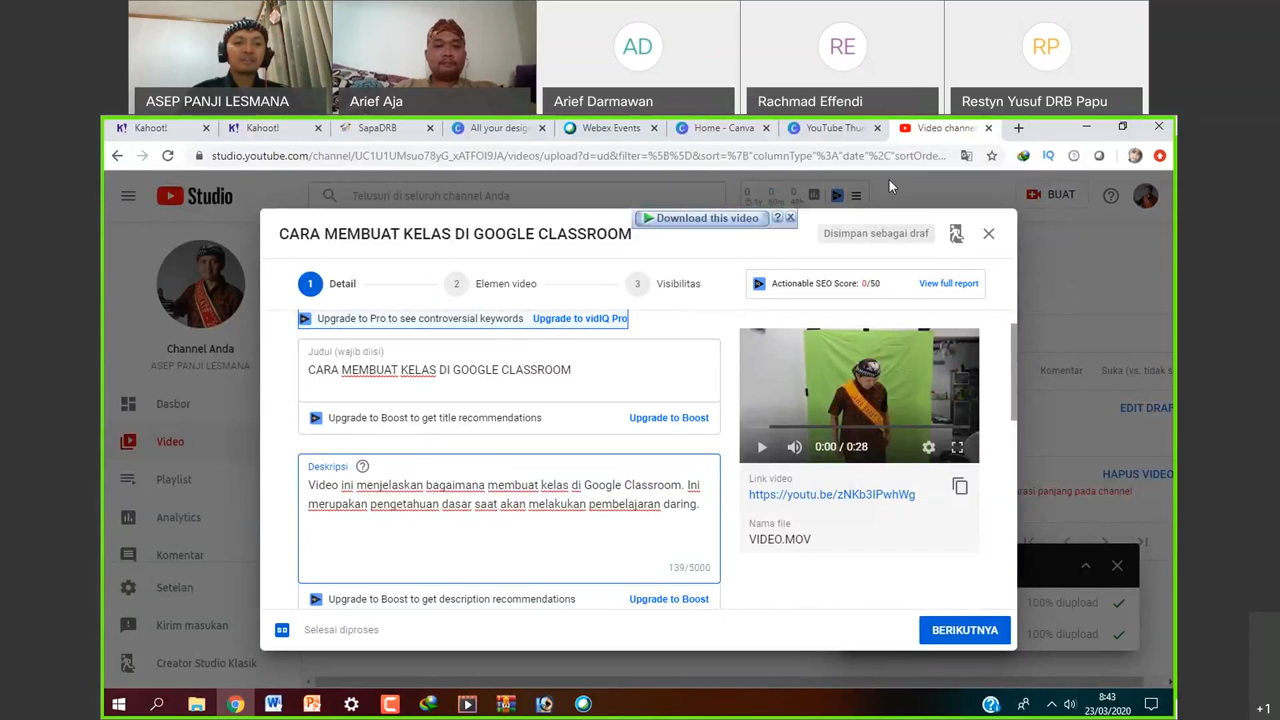 AD
RE
RP
ASEP PANJI LESMANA
Arief Aja
Arief Darmawan
Rachmad Effendi
Restyn Yusuf DRB Papu
Kahoot!
Kahoot!
SapaDRB
All your desig
Webex Events
Home - Canva
YouTube Thu
Video channe
studio.youtube.com/channel/UC1U1UMsuo78yG_xATFOI9JA/videos/upload?d=ud&filter=%5B%5D&sort=%7B"columnType"%3A"date"%2C"sortOrde...
IQ
Studio
Telusuri di seluruh channel Anda
BUAT
Download this video
CARA MEMBUAT KELAS DI GOOGLE CLASSROOM
Disimpan sebagai draf
1 Detail
2 Elemen video
3 Visibilitas
Actionable SEO Score: 0/50
View full report
Upgrade to Pro to see controversial keywords
Upgrade to vidIQ Pro
Judul (wajib diisi)
CARA MEMBUAT KELAS DI GOOGLE CLASSROOM
Upgrade to Boost to get title recommendations
Upgrade to Boost
Deskripsi
Video ini menjelaskan bagaimana membuat kelas di Google Classroom. Ini
merupakan pengetahuan dasar saat akan melakukan pembelajaran daring.
139/5000
Upgrade to Boost to get description recommendations
Upgrade to Boost
0:00 / 0:28
Link video
https://youtu.be/zNKb3IPwhWg
Nama file
VIDEO.MOV
Selesai diproses
BERIKUTNYA
Channel Anda
ASEP PANJI LESMANA
Dasbor
Video
Playlist
Analytics
Komentar
Setelan
Kirim masukan
Creator Studio Klasik
Komentar
Suka (vs. tidak s
EDIT DRAF
HAPUS VIDEO
urasi panjang pada channel
100% diupload
100% diupload
8:43
23/03/2020
+1